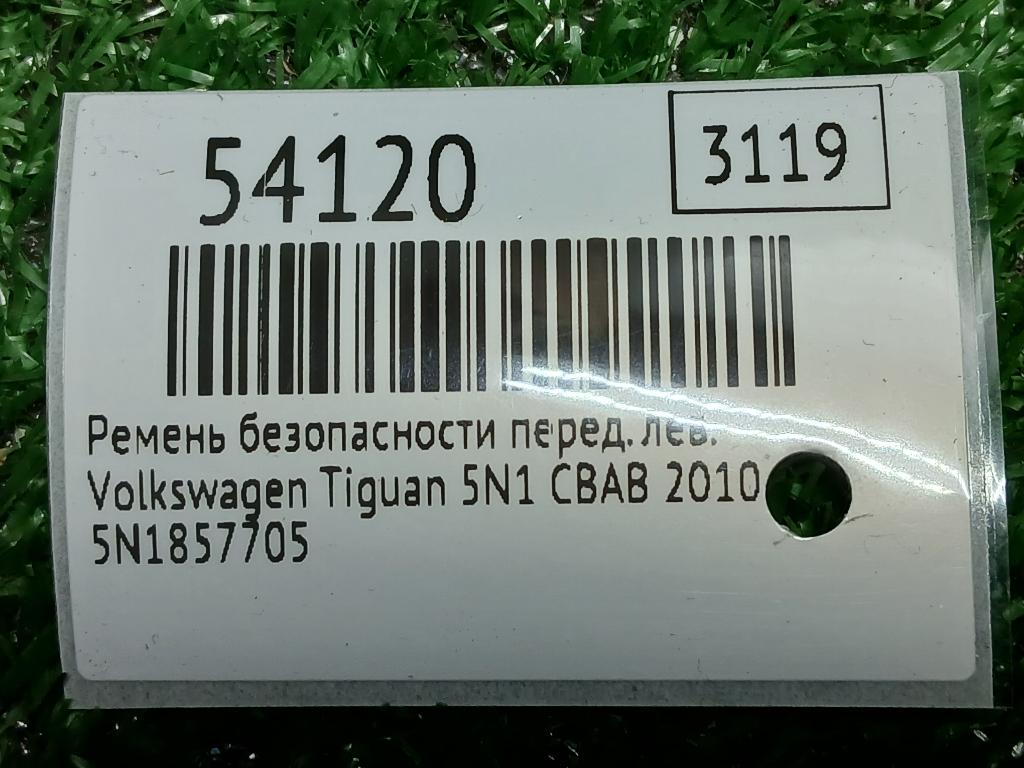 54120
3119
Ремень безопасности перед. лев.
Volkswagen Tiguan 5N1 CBAB 2010
5N1857705